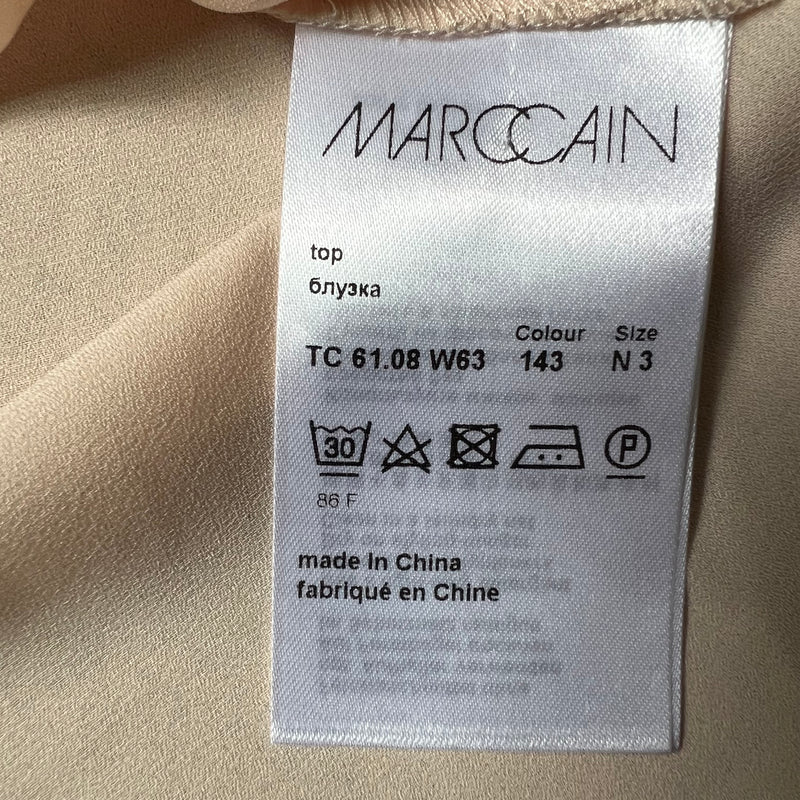 MARCCAIN
top
блузка
Colour Size
TC 61.08 W63 143 N 3
30 P
86 F
made in China
fabriqué en Chine